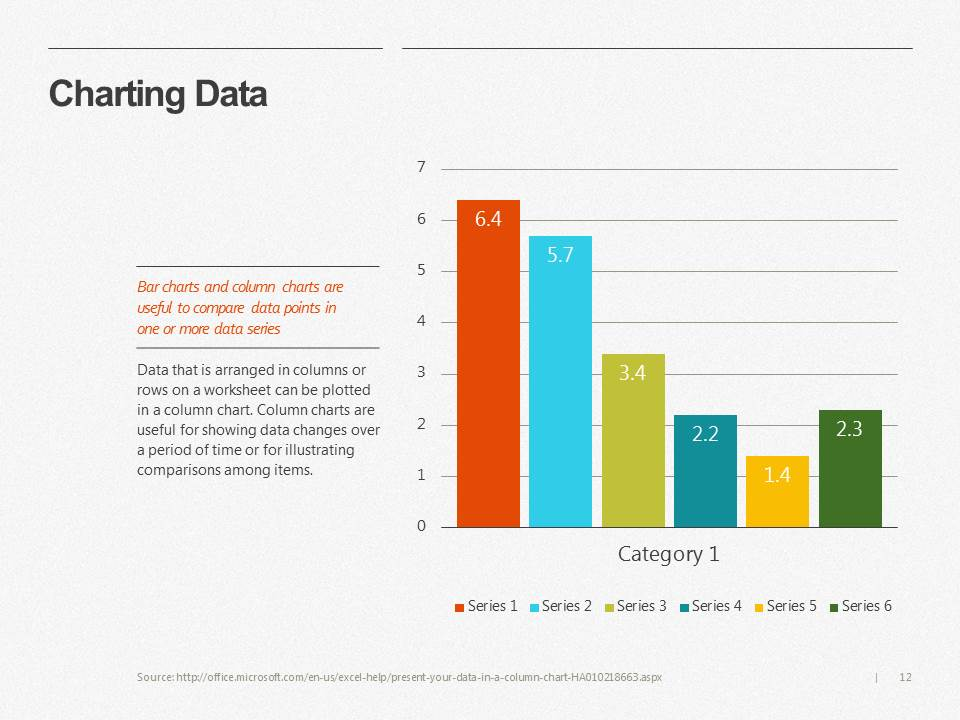 Charting Data
Bar charts and column charts are
useful to compare data points in
one or more data series
Data that is arranged in columns or
rows on a worksheet can be plotted
in a column chart. Column charts are
useful for showing data changes over
a period of time or for illustrating
comparisons among items.
7
6
5
4
3
2
1
0
6.4
5.7
3.4
2.2
1.4
2.3
Category 1
Series 1 Series 2 Series 3 Series 4 Series 5 Series 6
Source: http://office.microsoft.com/en-us/excel-help/present-your-data-in-a-column-chart-HA010218663.aspx | 12